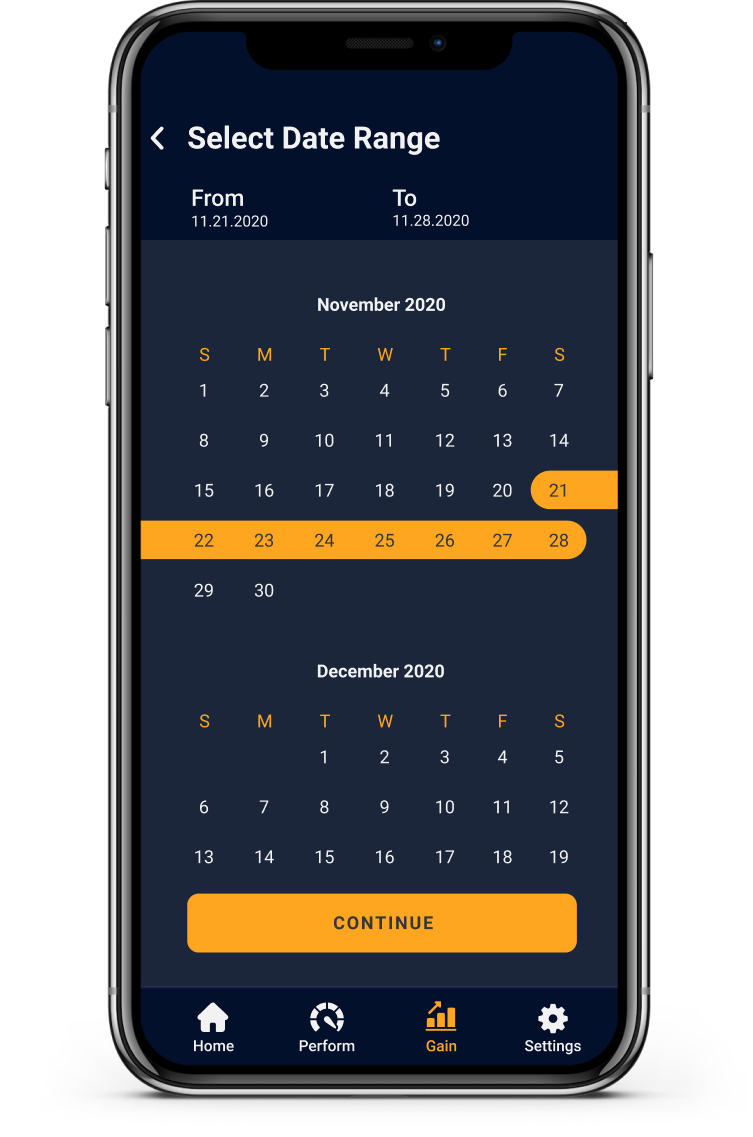 Select Date Range
From To
11.21.2020 11.28.2020
November 2020
S M T W T F S
1 2 3 4 5 6 7
8 9 10 11 12 13 14
15 16 17 18 19 20 21
22 23 24 25 26 27 28
29 30
December 2020
S M T W T F S
1 2 3 4 5
6 7 8 9 10 11 12
13 14 15 16 17 18 19
CONTINUE
Home Perform Gain Settings